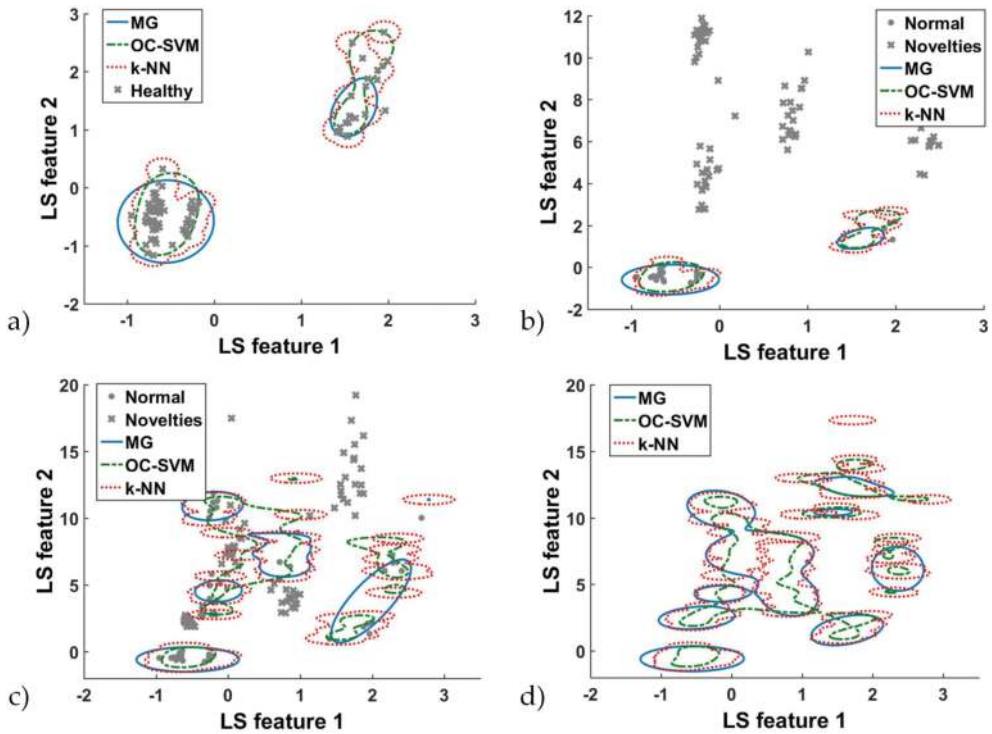 3
2
1
0
-1
2
-1
0
1
2
3
LS feature 2
LS feature 1
MG
OC-SVM
k-NN
Healthy
a)
12
10
8
6
4
2
0
-2
-1
0
1
2
3
LS feature 2
LS feature 1
Normal
Novelties
MG
OC-SVM
k-NN
b)
20
15
10
5
0
-2
-1
0
1
2
3
LS feature 2
LS feature 1
Normal
Novelties
MG
OC-SVM
k-NN
c)
20
15
10
5
0
-2
-1
0
1
2
3
LS feature 2
LS feature 1
MG
OC-SVM
k-NN
d)